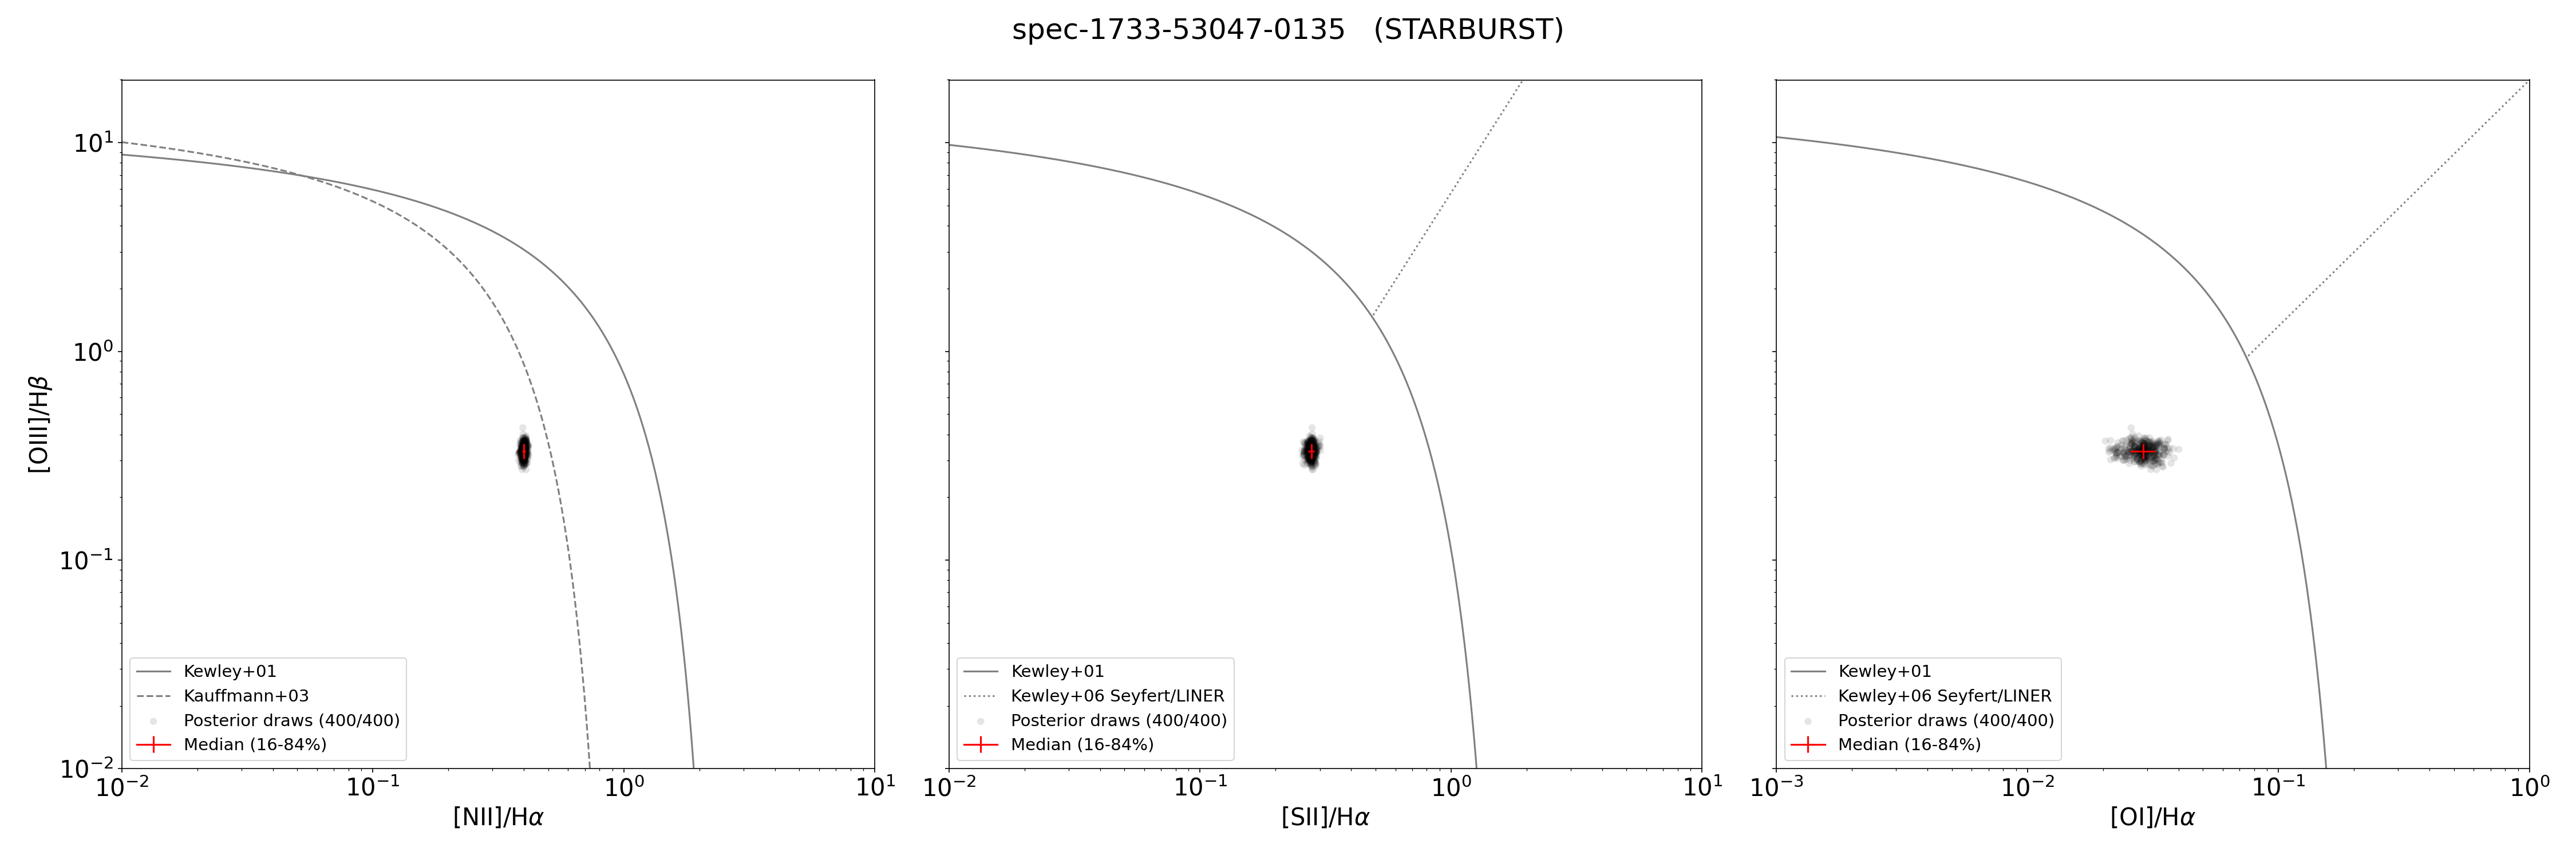 spec-1733-53047-0135   (STARBURST)
[OIII]/Hβ
10¹
10⁰
10⁻¹
10⁻²
Kewley+01
Kauffmann+03
Posterior draws (400/400)
Median (16-84%)
10⁻²
10⁻¹
10⁰
10¹
[NII]/Hα
Kewley+01
Kewley+06 Seyfert/LINER
Posterior draws (400/400)
Median (16-84%)
10⁻²
10⁻¹
10⁰
10¹
[SII]/Hα
Kewley+01
Kewley+06 Seyfert/LINER
Posterior draws (400/400)
Median (16-84%)
10⁻³
10⁻²
10⁻¹
10⁰
[OI]/Hα